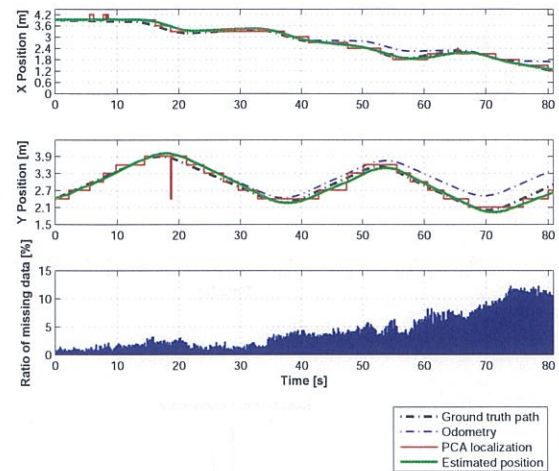 X Position [m]
4.2
3.6
3
2.4
1.8
1.2
0.6
0
0 10 20 30 40 50 60 70 80
Y Position [m]
3.9
3.3
2.7
2.1
1.5
0 10 20 30 40 50 60 70 80
Ratio of missing data [%]
15
10
5
0
0 10 20 30 40 50 60 70 80
Time [s]
Ground truth path
Odometry
PCA localization
Estimated position